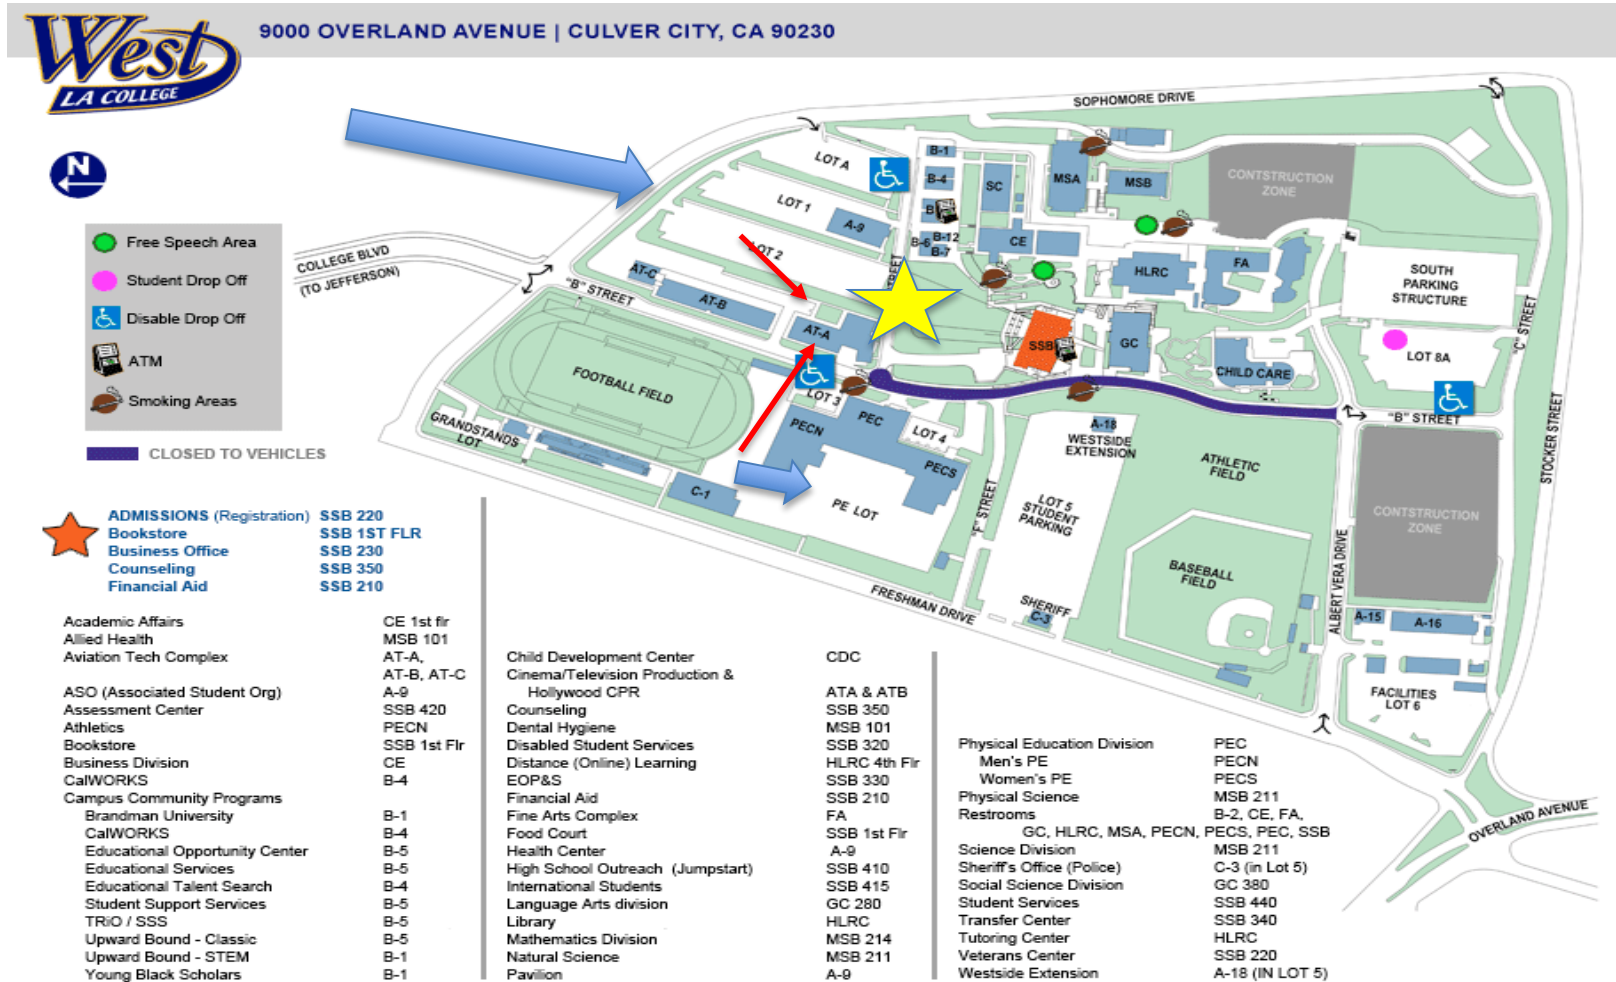 West
LA COLLEGE
9000 OVERLAND AVENUE | CULVER CITY, CA 90230
N
Free Speech Area
Student Drop Off
Disable Drop Off
ATM
Smoking Areas
CLOSED TO VEHICLES
SOPHOMORE DRIVE
COLLEGE BLVD
(TO JEFFERSON)
"B" STREET
LOT A
LOT 1
A-9
LOT 2
AT-C
AT-B
AT-A
B-1
B-4
B
B-6
B-12
B-7
STREET
SC
CE
MSA
MSB
CONTSTRUCTION
ZONE
HLRC
FA
SOUTH
PARKING
STRUCTURE
SSB
GC
CHILD CARE
LOT 8A
"C" STREET
"B" STREET
STOCKER STREET
FOOTBALL FIELD
GRANDSTANDS
LOT
LOT 3
PECN
PEC
LOT 4
PECS
C-1
PE LOT
"F" STREET
A-18
WESTSIDE
EXTENSION
ATHLETIC
FIELD
LOT 5
STUDENT
PARKING
BASEBALL
FIELD
CONTSTRUCTION
ZONE
ALBERT VERA DRIVE
FRESHMAN DRIVE
SHERIFF
C-3
A-15
A-16
FACILITIES
LOT 6
OVERLAND AVENUE
ADMISSIONS (Registration) SSB 220
Bookstore SSB 1ST FLR
Business Office SSB 230
Counseling SSB 350
Financial Aid SSB 210
Academic Affairs CE 1st flr
Allied Health MSB 101
Aviation Tech Complex AT-A,
AT-B, AT-C
ASO (Associated Student Org) A-9
Assessment Center SSB 420
Athletics PECN
Bookstore SSB 1st Flr
Business Division CE
CalWORKS B-4
Campus Community Programs
Brandman University B-1
CalWORKS B-4
Educational Opportunity Center B-5
Educational Services B-5
Educational Talent Search B-4
Student Support Services B-5
TRiO / SSS B-5
Upward Bound - Classic B-5
Upward Bound - STEM B-1
Young Black Scholars B-1
Child Development Center CDC
Cinema/Television Production &
Hollywood CPR ATA & ATB
Counseling SSB 350
Dental Hygiene MSB 101
Disabled Student Services SSB 320
Distance (Online) Learning HLRC 4th Flr
EOP&S SSB 330
Financial Aid SSB 210
Fine Arts Complex FA
Food Court SSB 1st Flr
Health Center A-9
High School Outreach (Jumpstart) SSB 410
International Students SSB 415
Language Arts division GC 280
Library HLRC
Mathematics Division MSB 214
Natural Science MSB 211
Pavilion A-9
Physical Education Division PEC
Men's PE PECN
Women's PE PECS
Physical Science MSB 211
Restrooms B-2, CE, FA,
GC, HLRC, MSA, PECN, PECS, PEC, SSB
Science Division MSB 211
Sheriff's Office (Police) C-3 (in Lot 5)
Social Science Division GC 380
Student Services SSB 440
Transfer Center SSB 340
Tutoring Center HLRC
Veterans Center SSB 220
Westside Extension A-18 (IN LOT 5)